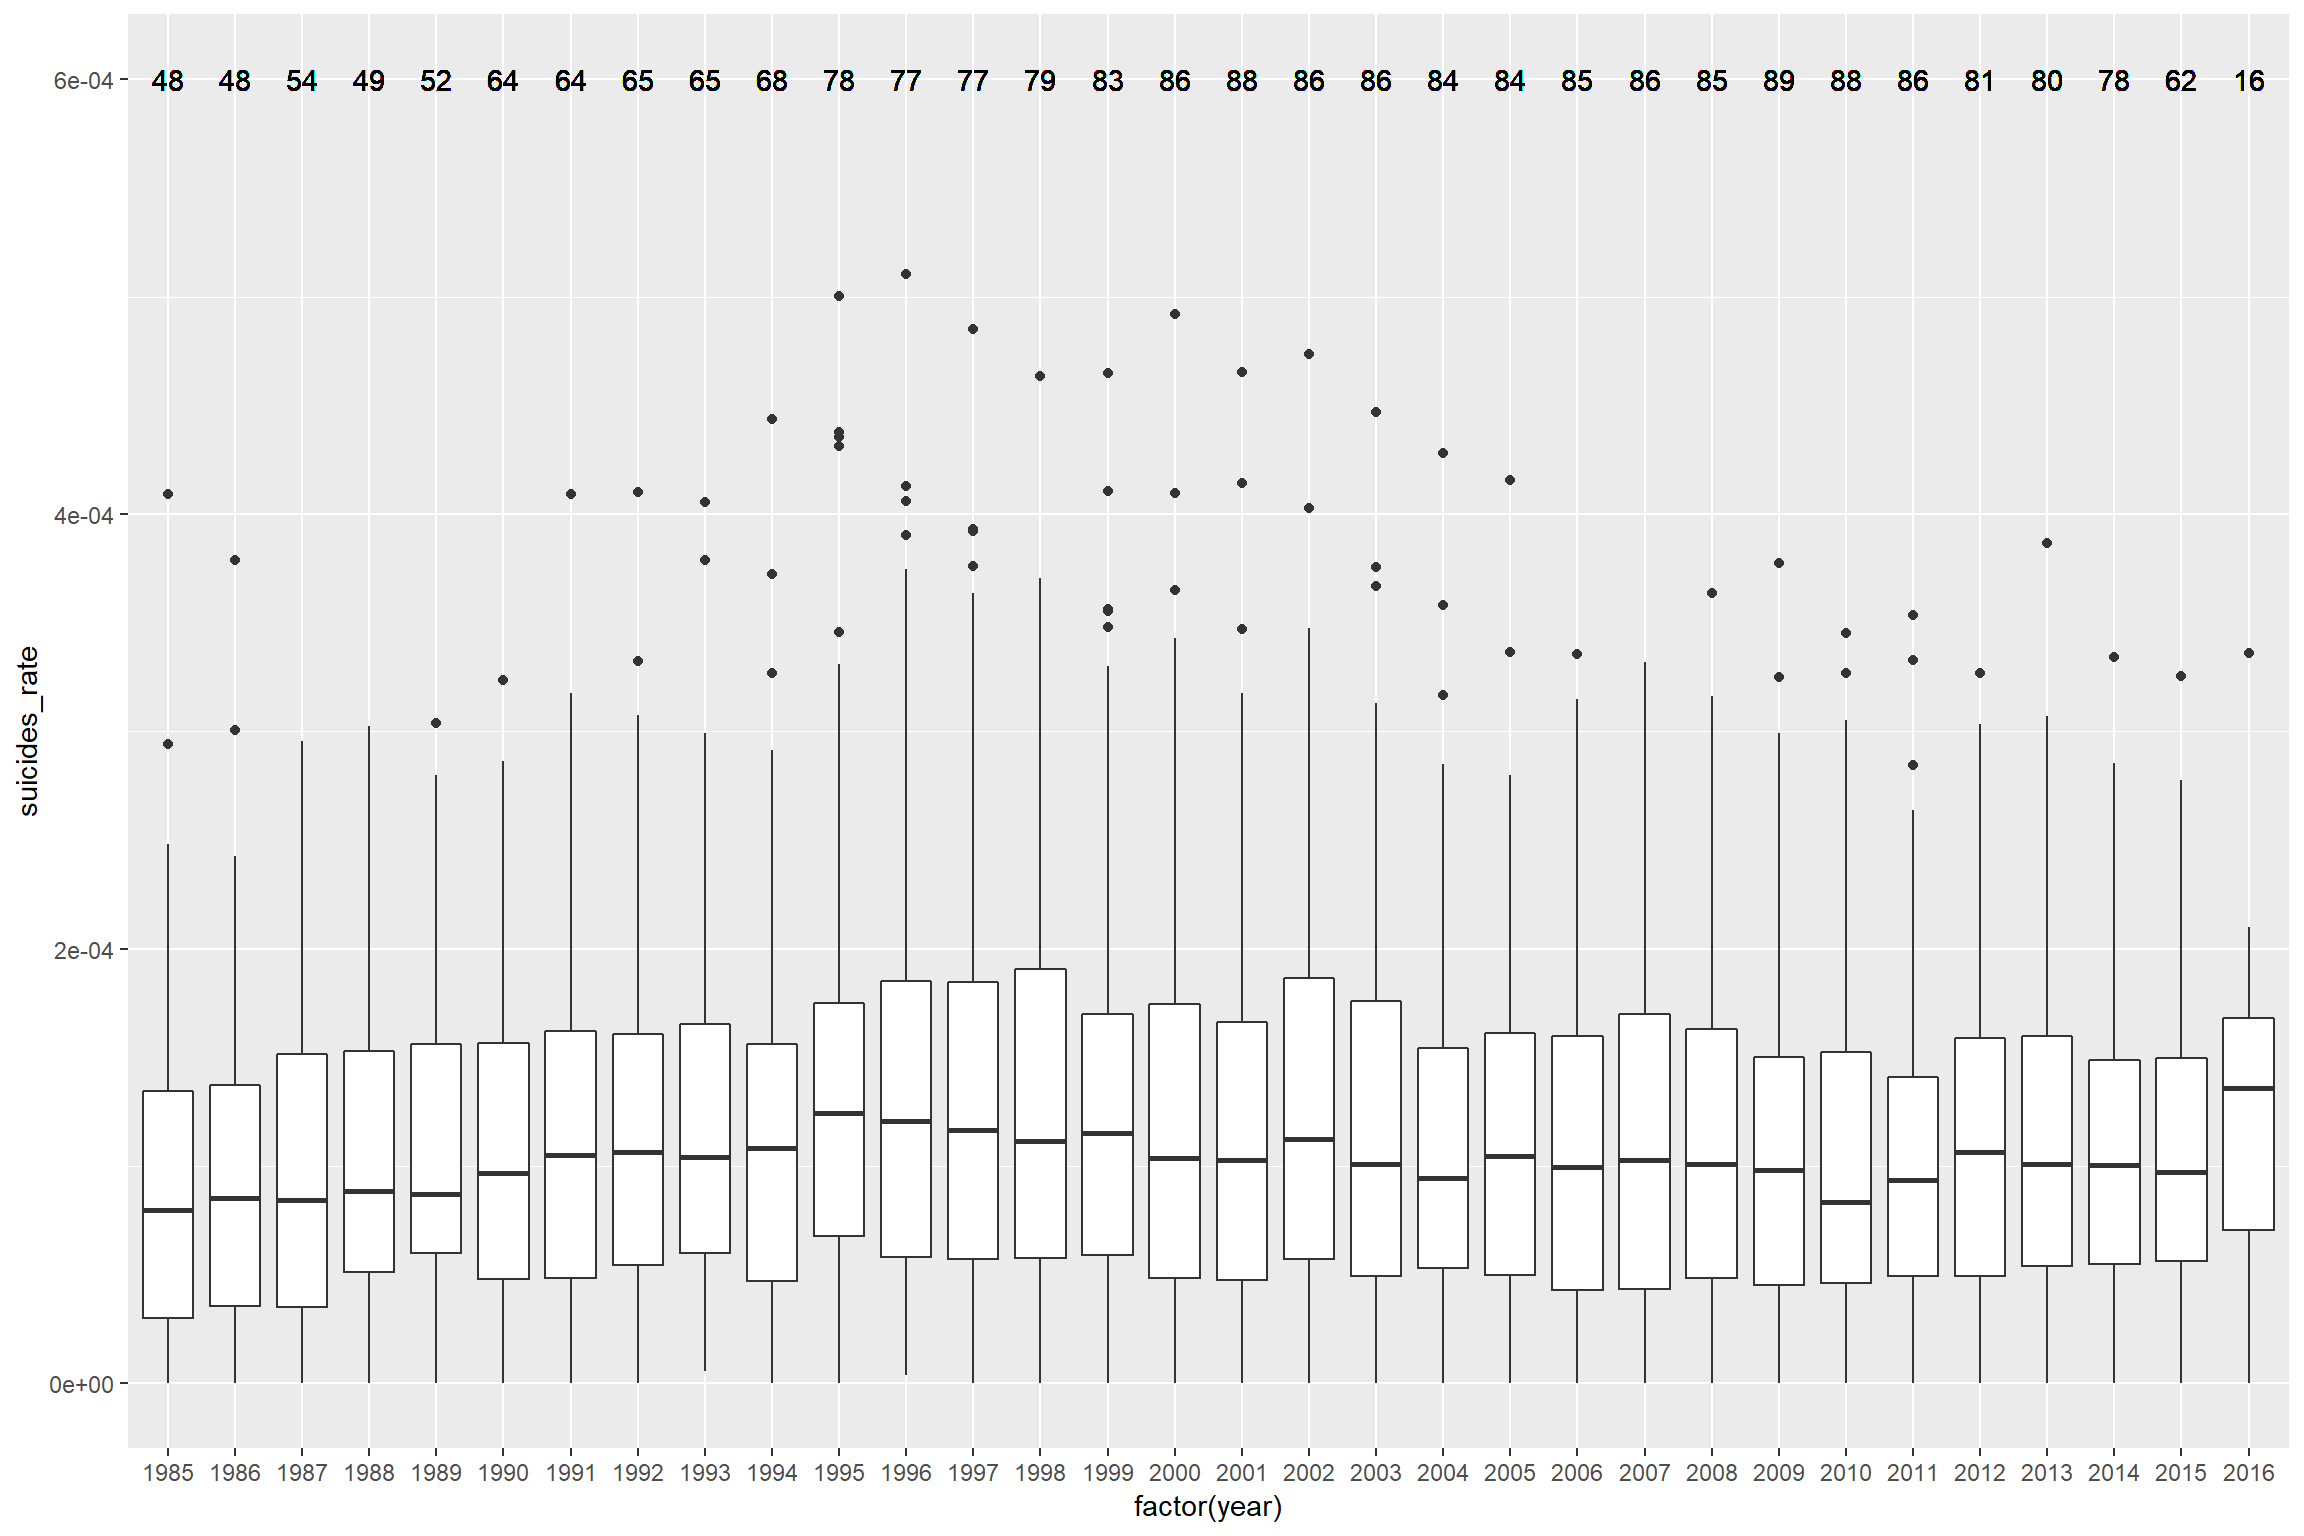 48 48 54 49 52 64 64 65 65 68 78 77 77 79 83 86 88 86 86 84 84 85 86 85 89 88 86 81 80 78 62 16
6e-04
4e-04
2e-04
0e+00
suicides_rate
1985 1986 1987 1988 1989 1990 1991 1992 1993 1994 1995 1996 1997 1998 1999 2000 2001 2002 2003 2004 2005 2006 2007 2008 2009 2010 2011 2012 2013 2014 2015 2016
factor(year)